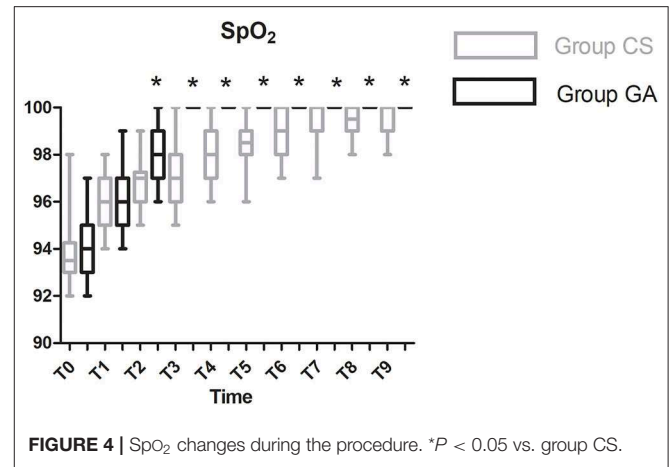 SpO₂
Group CS
Group GA
* * * * * * * *
100
98
96
94
92
90
T0 T1 T2 T3 T4 T5 T6 T7 T8 T9
Time
FIGURE 4 | SpO₂ changes during the procedure. *P < 0.05 vs. group CS.